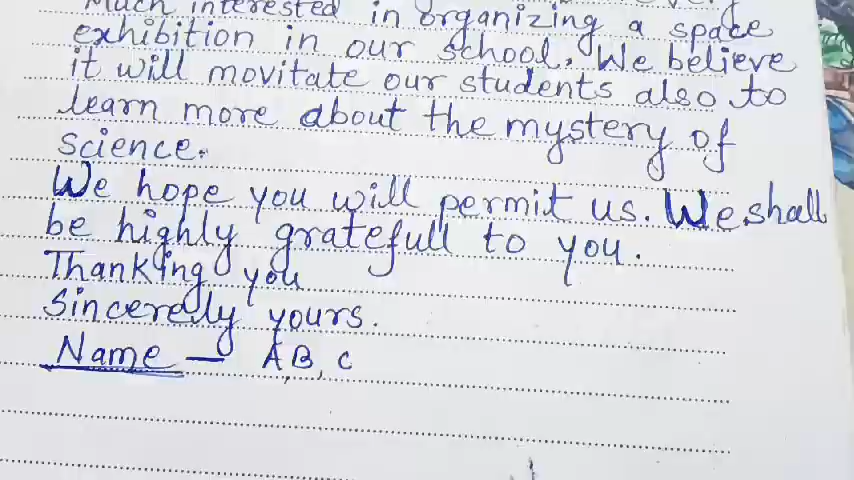 much interested in organizing a space
exhibition in our school. We believe
it will movitate our students also to
learn more about the mystery of
science.
We hope you will permit us. We shall
be highly gratefull to you.
Thanking you
Sincerely yours.
Name — A B, C